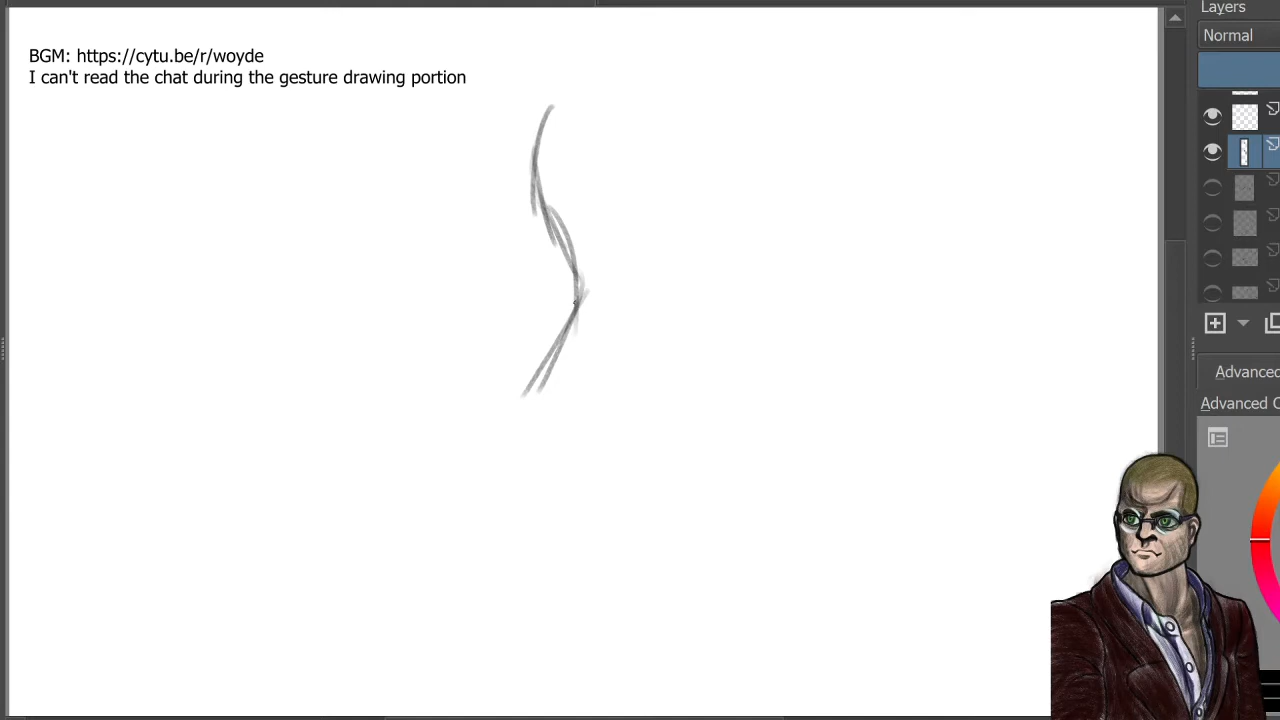 Layers
Normal
BGM: https://cytu.be/r/woyde
I can't read the chat during the gesture drawing portion
Advanced
Advanced C